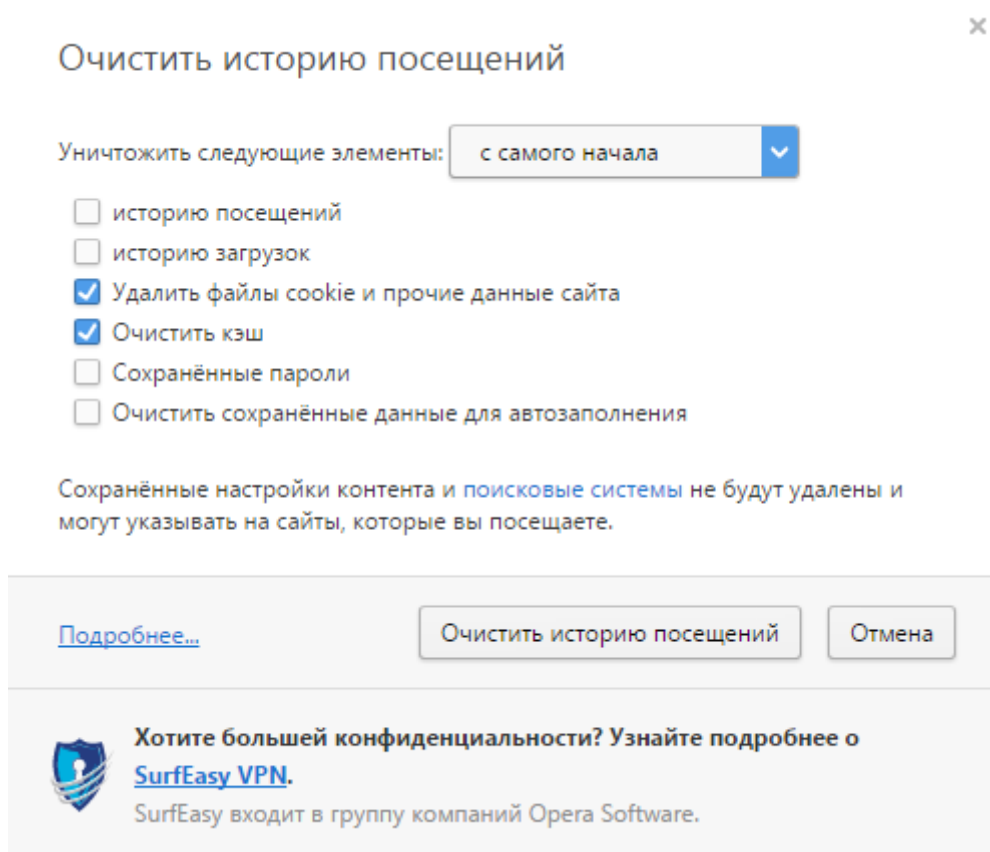 Очистить историю посещений
Уничтожить следующие элементы: с самого начала
историю посещений
историю загрузок
Удалить файлы cookie и прочие данные сайта
Очистить кэш
Сохранённые пароли
Очистить сохранённые данные для автозаполнения
Сохранённые настройки контента и поисковые системы не будут удалены и
могут указывать на сайты, которые вы посещаете.
Подробнее... Очистить историю посещений Отмена
Хотите большей конфиденциальности? Узнайте подробнее о
SurfEasy VPN.
SurfEasy входит в группу компаний Opera Software.